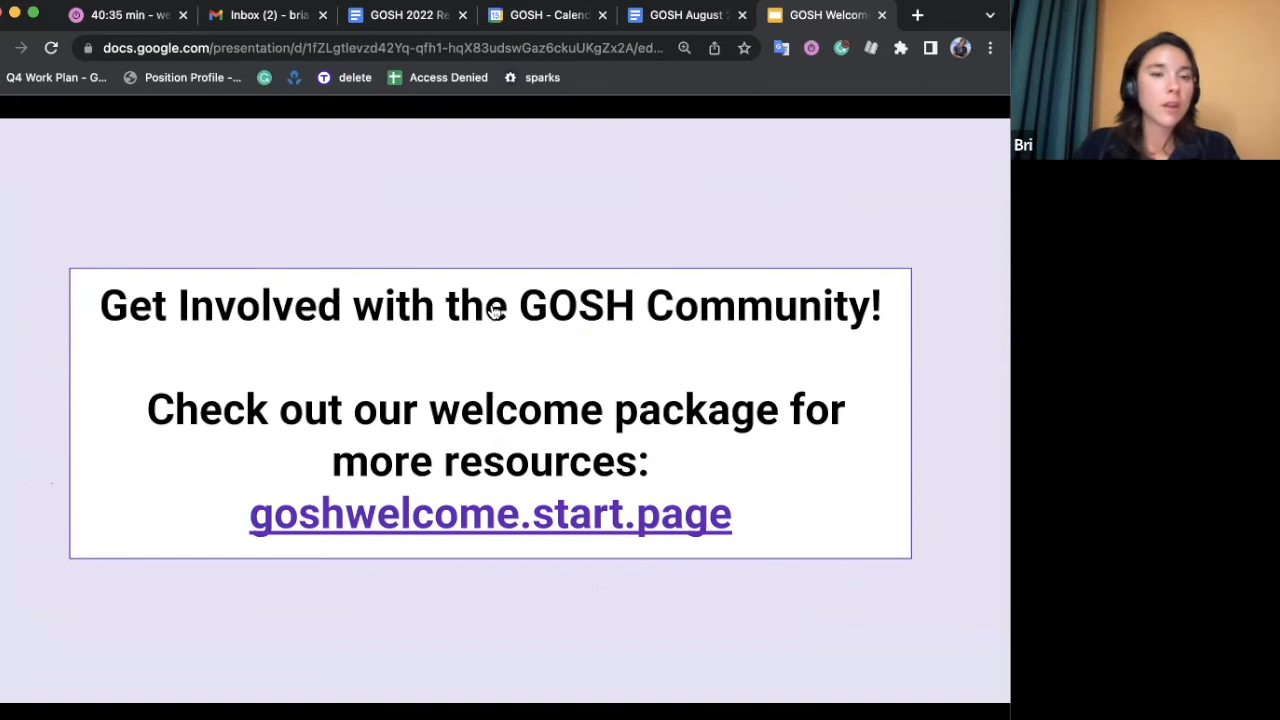 40:35 min - we
Inbox (2) - bria
GOSH 2022 Re
GOSH - Calend
GOSH August 2
GOSH Welcom
docs.google.com/presentation/d/1fZLgtlevzd42Yq-qfh1-hqX83udswGaz6ckuUKgZx2A/ed...
Q4 Work Plan - G...
Position Profile -...
delete
Access Denied
sparks
Bri
Get Involved with the GOSH Community!
Check out our welcome package for
more resources:
goshwelcome.start.page